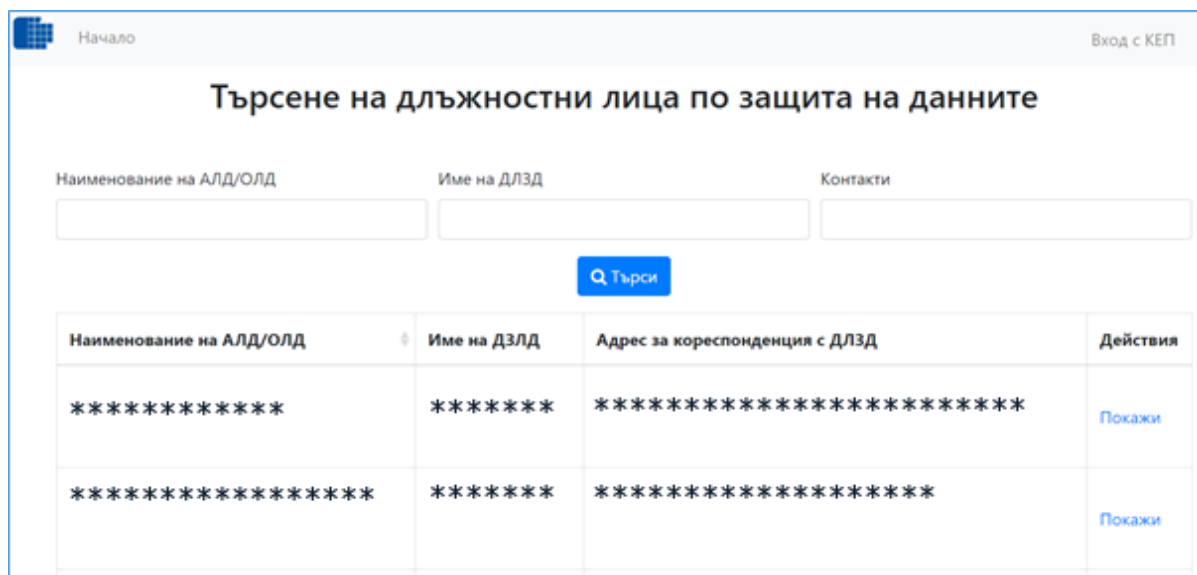 Начало Вход с КЕП
Търсене на длъжностни лица по защита на данните
Наименование на АЛД/ОЛД Име на ДЛЗД Контакти
Търси
Наименование на АЛД/ОЛД Име на ДЗЛД Адрес за кореспонденция с ДЛЗД Действия
************ ******* ************************ Покажи
***************** ******* ******************* Покажи